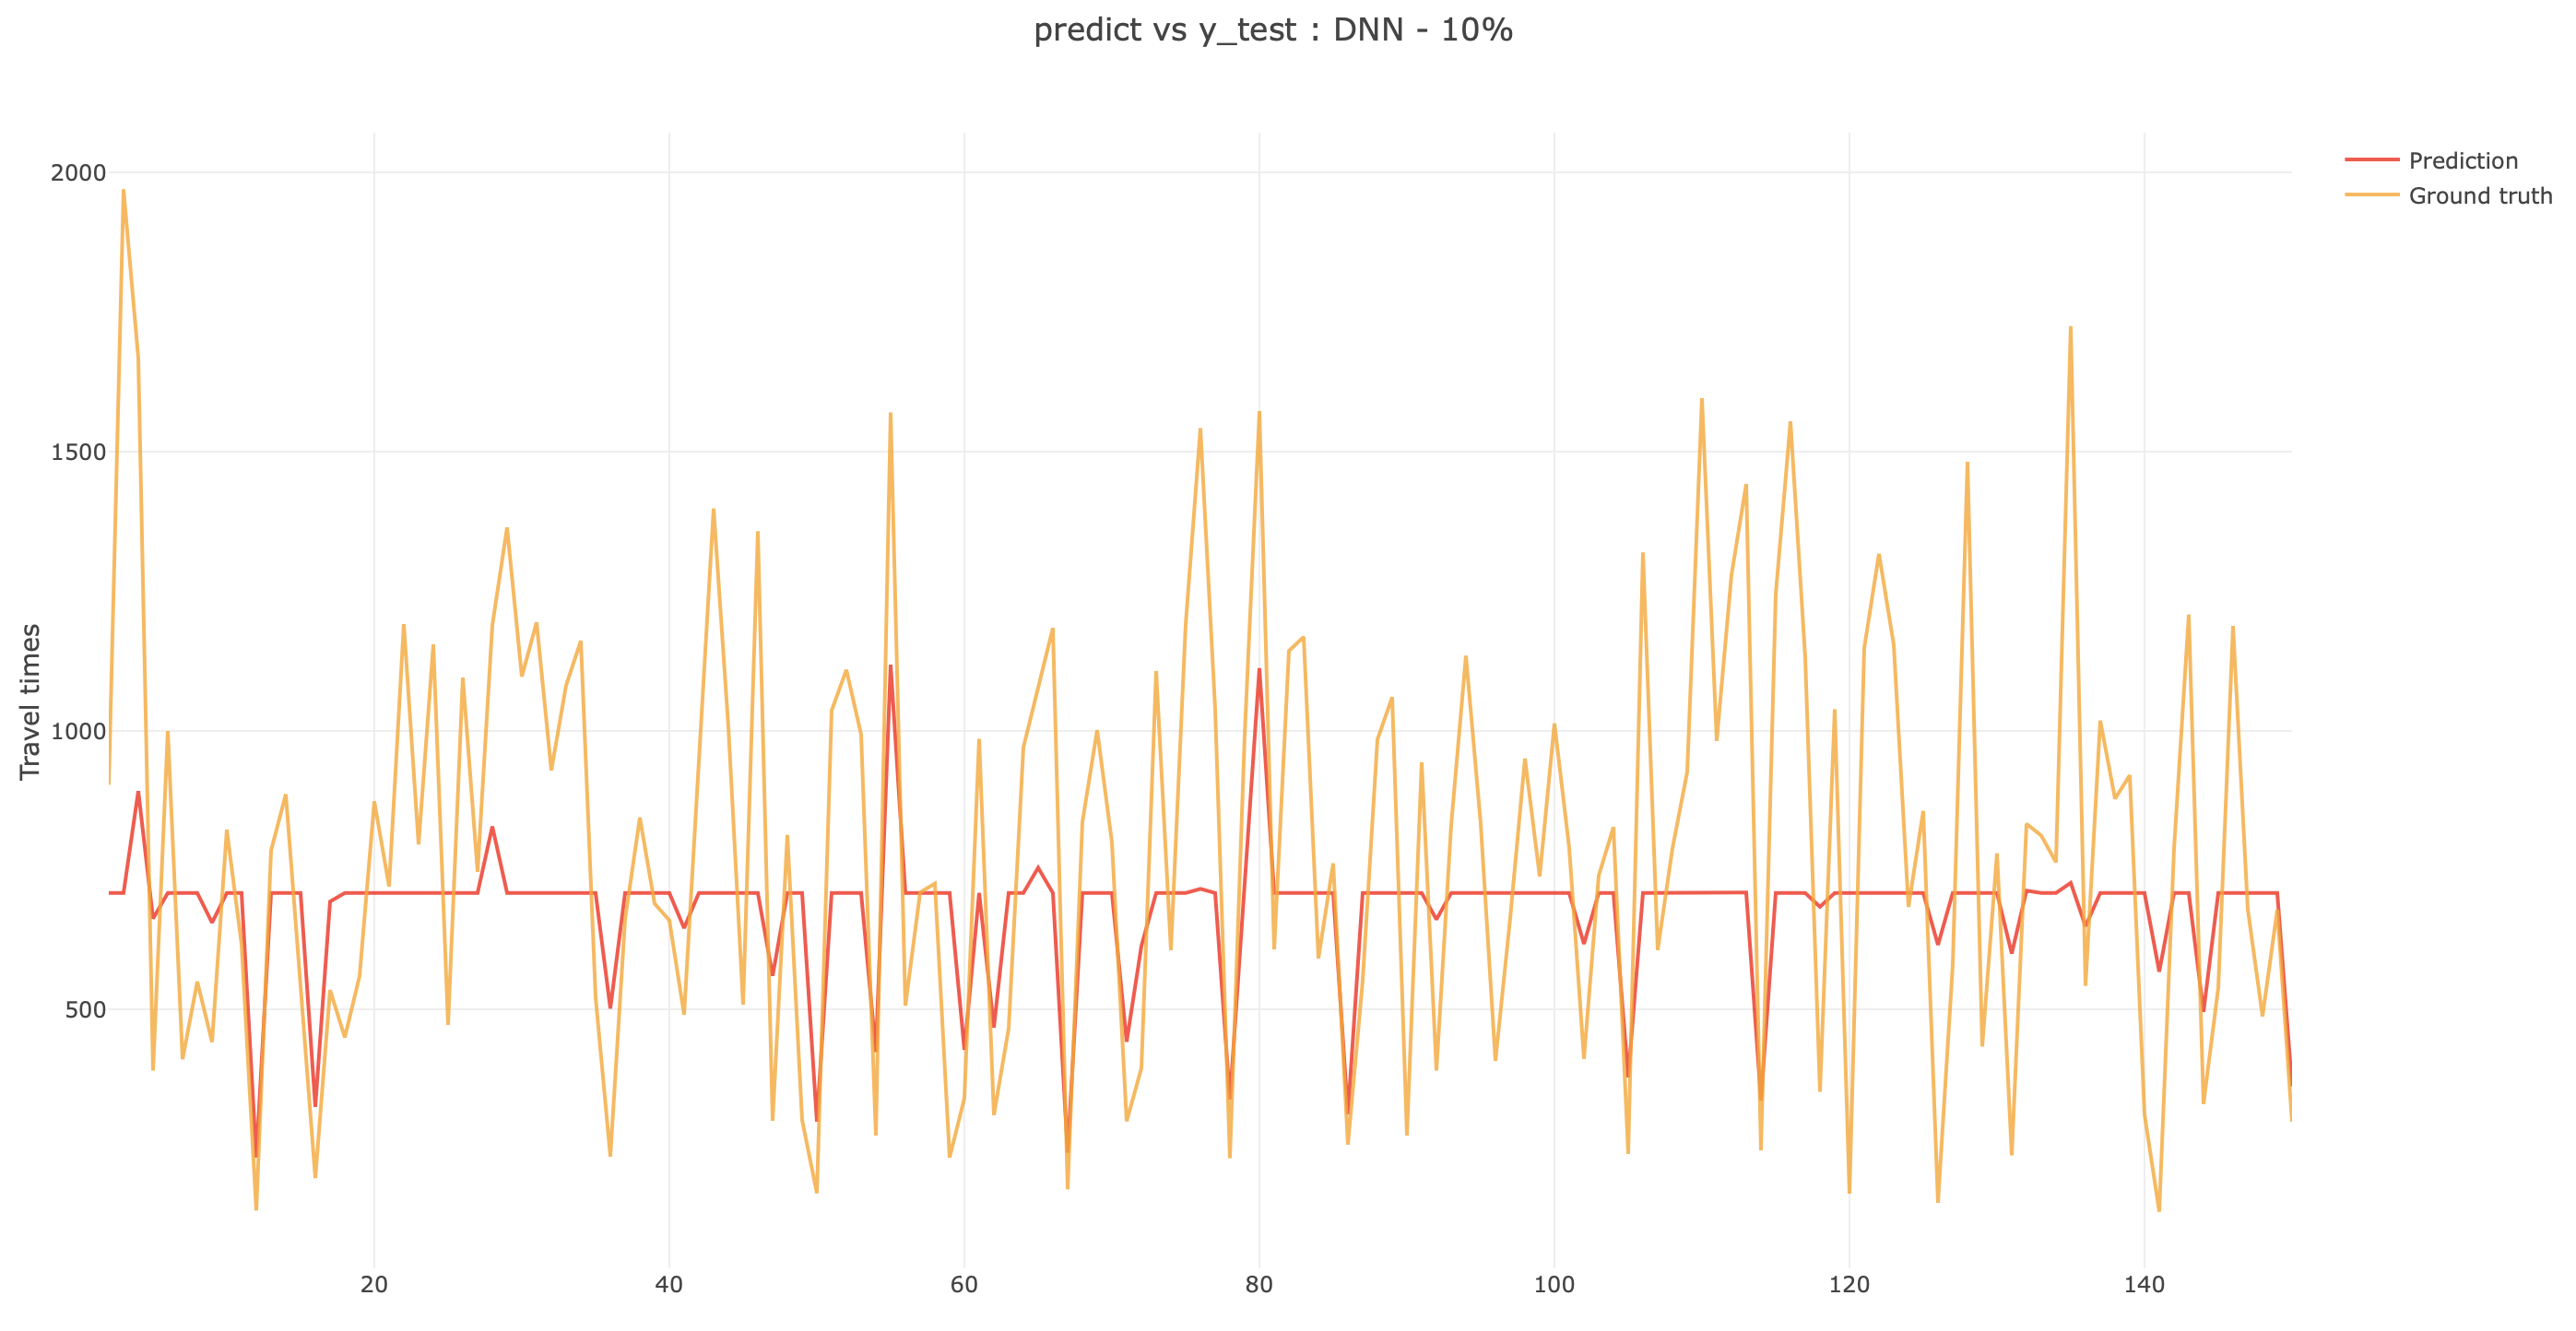 predict vs y_test : DNN - 10%
Prediction
Ground truth
Travel times
2000
1500
1000
500
20 40 60 80 100 120 140